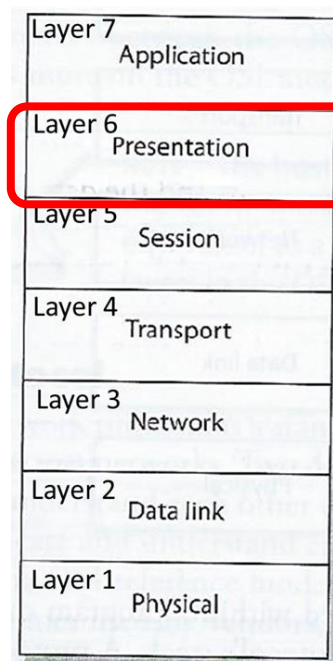 Layer 7
Application
Layer 6
Presentation
Layer 5
Session
Layer 4
Transport
Layer 3
Network
Layer 2
Data link
Layer 1
Physical